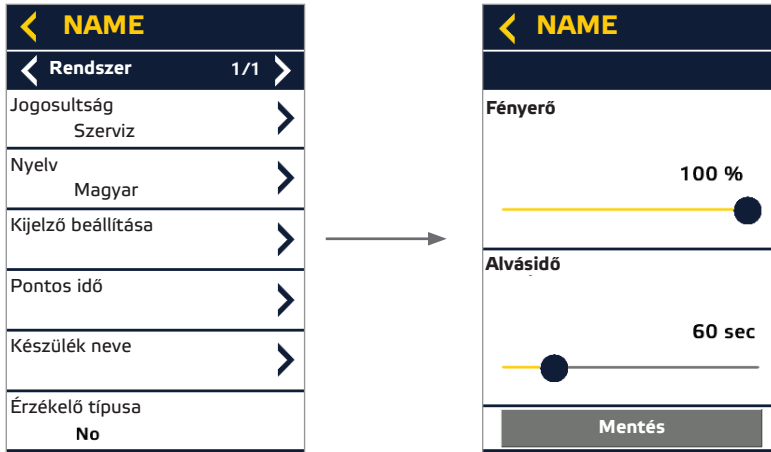 NAME
Rendszer 1/1
Jogosultság
Szerviz
Nyelv
Magyar
Kijelző beállítása
Pontos idő
Készülék neve
Érzékelő típusa
No
NAME
Fényerő
100 %
Alvásidő
60 sec
Mentés